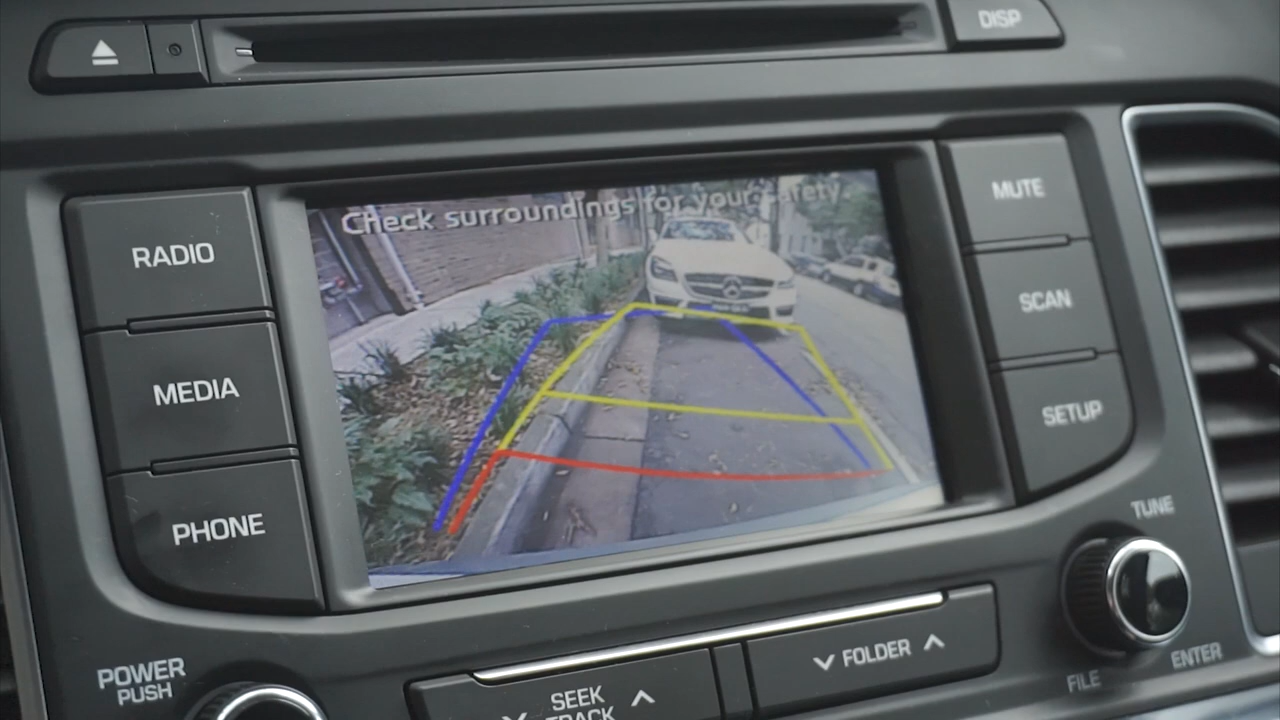 DISP
RADIO
MEDIA
PHONE
Check surroundings for your safety.
MUTE
SCAN
SETUP
TUNE
FILE
ENTER
POWER
PUSH
SEEK
TRACK
FOLDER